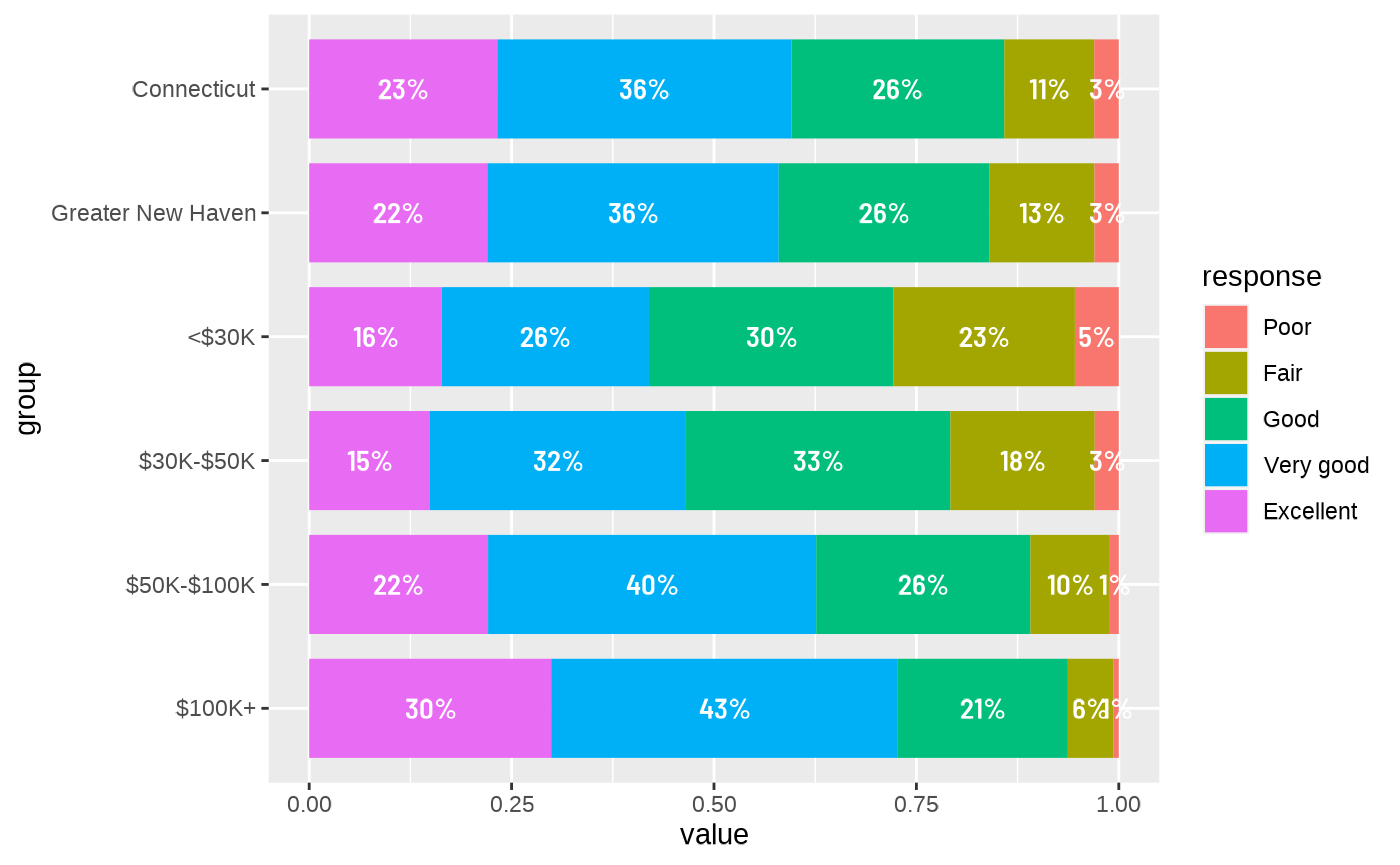 Connecticut 23% 36% 26% 11% 3%
Greater New Haven 22% 36% 26% 13% 3%
<$30K 16% 26% 30% 23% 5%
$30K-$50K 15% 32% 33% 18% 3%
$50K-$100K 22% 40% 26% 10% 1%
$100K+ 30% 43% 21% 6% 1%
0.00 0.25 0.50 0.75 1.00
value
group
response
Poor
Fair
Good
Very good
Excellent